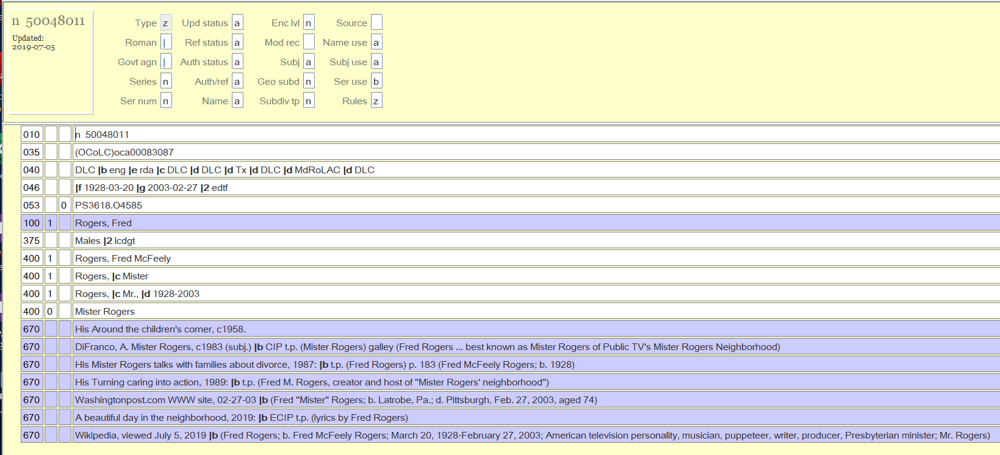 n 50048011
Updated:
2019-07-05
Type z Upd status a Enc lvl n Source
Roman | Ref status a Mod rec Name use a
Govt agn | Auth status a Subj a Subj use a
Series n Auth/ref a Geo subd n Ser use b
Ser num n Name a Subdiv tp n Rules z
010 n 50048011
035 (OCoLC)oca00083087
040 DLC |b eng |e rda |c DLC |d DLC |d Tx |d DLC |d MdRoLAC |d DLC
046 |f 1928-03-20 |g 2003-02-27 |2 edtf
053 0 PS3618.O4585
100 1 Rogers, Fred
375 Males |2 lcdgt
400 1 Rogers, Fred McFeely
400 1 Rogers, |c Mister
400 1 Rogers, |c Mr., |d 1928-2003
400 0 Mister Rogers
670 His Around the children's corner, c1958.
670 DiFranco, A. Mister Rogers, c1983 (subj.) |b CIP t.p. (Mister Rogers) galley (Fred Rogers ... best known as Mister Rogers of Public TV's Mister Rogers Neighborhood)
670 His Mister Rogers talks with families about divorce, 1987: |b t.p. (Fred Rogers) p. 183 (Fred McFeely Rogers; b. 1928)
670 His Turning caring into action, 1989: |b t.p. (Fred M. Rogers, creator and host of "Mister Rogers' neighborhood")
670 Washingtonpost.com WWW site, 02-27-03 |b (Fred "Mister" Rogers; b. Latrobe, Pa.; d. Pittsburgh, Feb. 27, 2003, aged 74)
670 A beautiful day in the neighborhood, 2019: |b ECIP t.p. (lyrics by Fred Rogers)
670 Wikipedia, viewed July 5, 2019 |b (Fred Rogers; b. Fred McFeely Rogers; March 20, 1928-February 27, 2003; American television personality, musician, puppeteer, writer, producer, Presbyterian minister; Mr. Rogers)